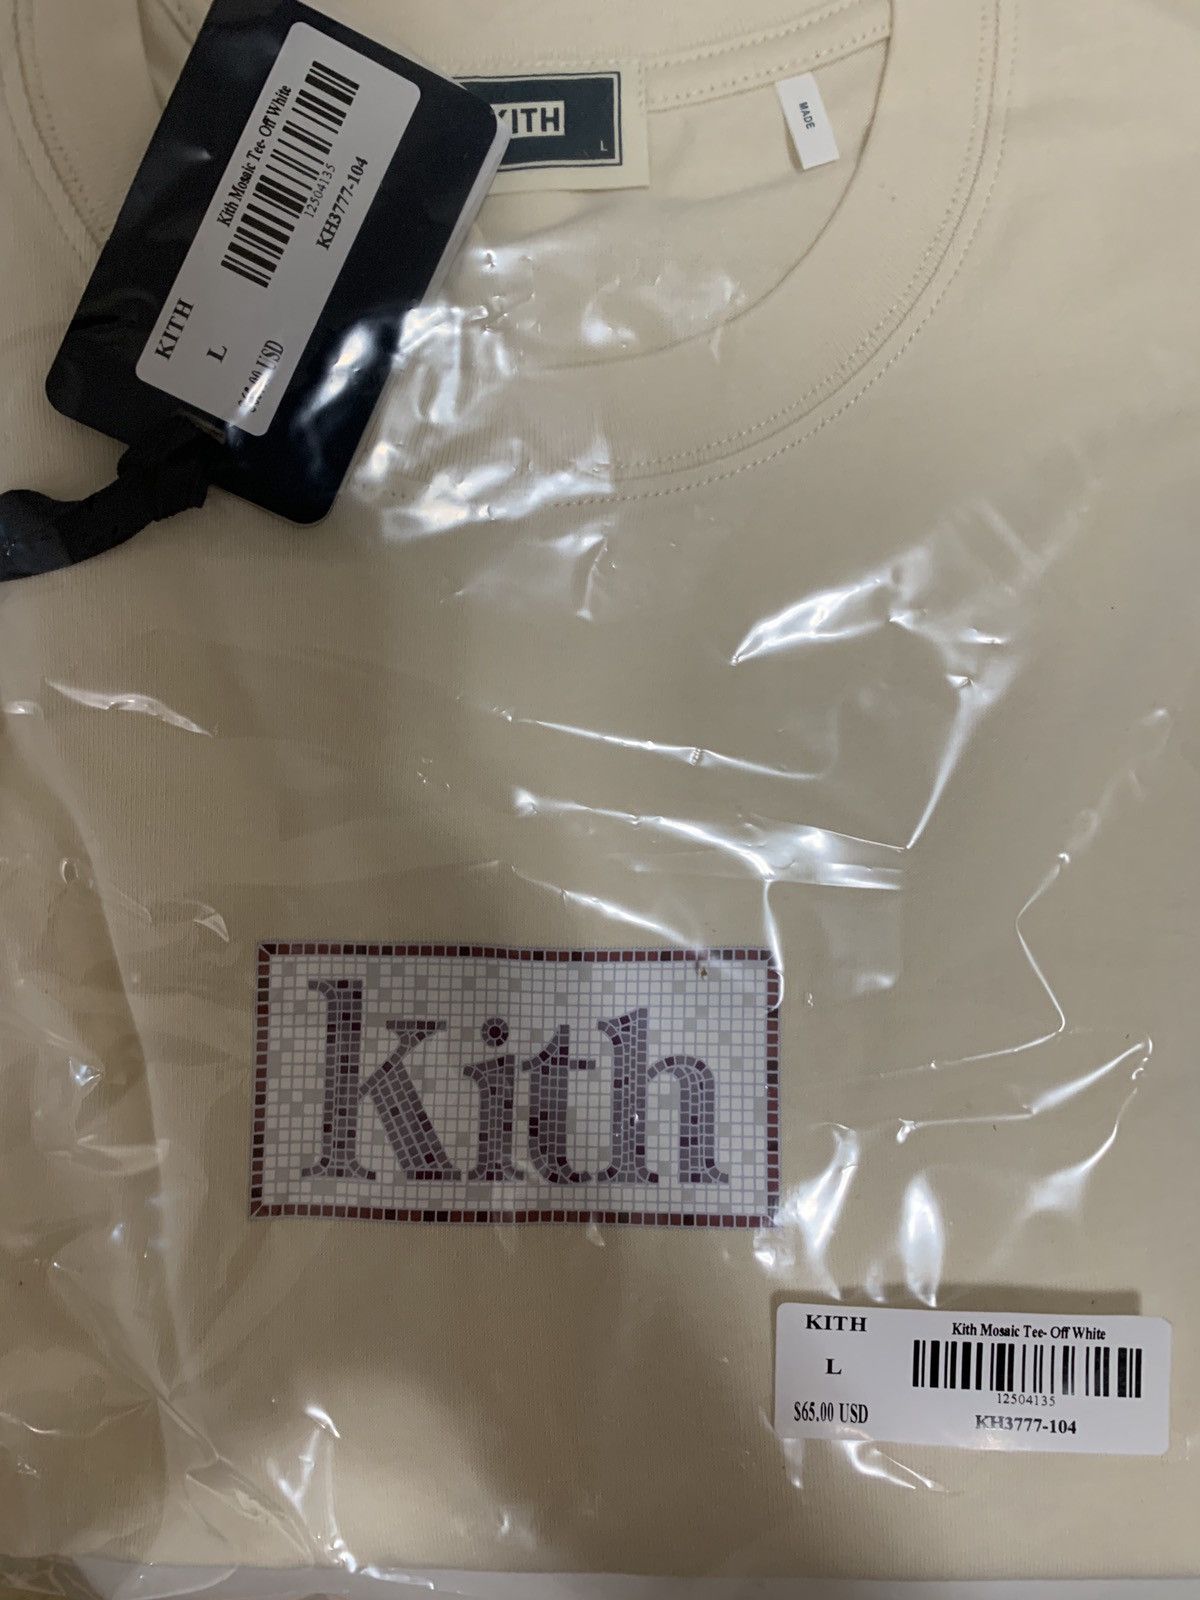 Kith Mosaic Tee- Off White
12504135
KH3777-104
KITH
L
USD
KITH
L
MADE
kith
KITH
Kith Mosaic Tee- Off White
L
12504135
$65.00 USD
KH3777-104